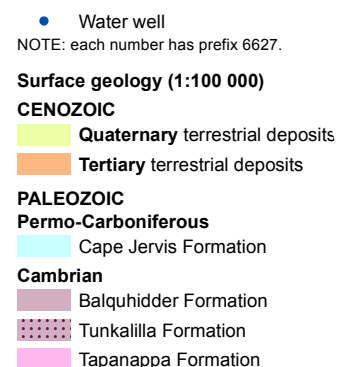 Water well
NOTE: each number has prefix 6627.
Surface geology (1:100 000)
CENOZOIC
Quaternary terrestrial deposits
Tertiary terrestrial deposits
PALEOZOIC
Permo-Carboniferous
Cape Jervis Formation
Cambrian
Balquhidder Formation
Tunkalilla Formation
Tapanappa Formation